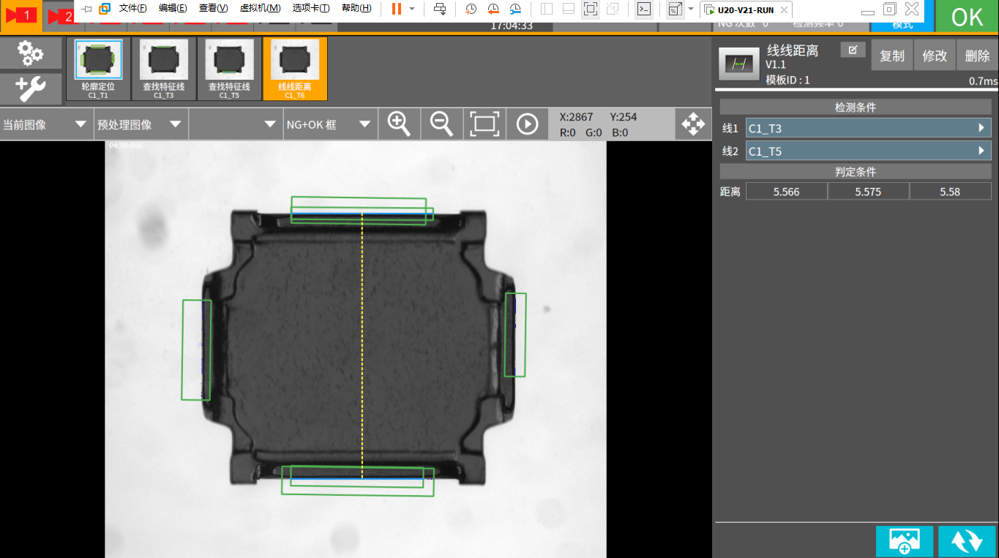 1
2
文件(F) 编辑(E) 查看(V) 虚拟机(M) 选项卡(T) 帮助(H)
U20-V21-RUN
OK
17:04:33
NG 次数 0 检测频率 0
模式
轮廓定位
C1_T1
查找特征线
C1_T3
查找特征线
C1_T5
线线距离
C1_T6
线线距离
V1.1
模板ID : 1
复制 修改 删除
0.7ms
当前图像 预处理图像 NG+OK 框
X:2867 Y:254
R:0 G:0 B:0
检测条件
线1 C1_T3
线2 C1_T5
判定条件
距离 5.566 5.575 5.58